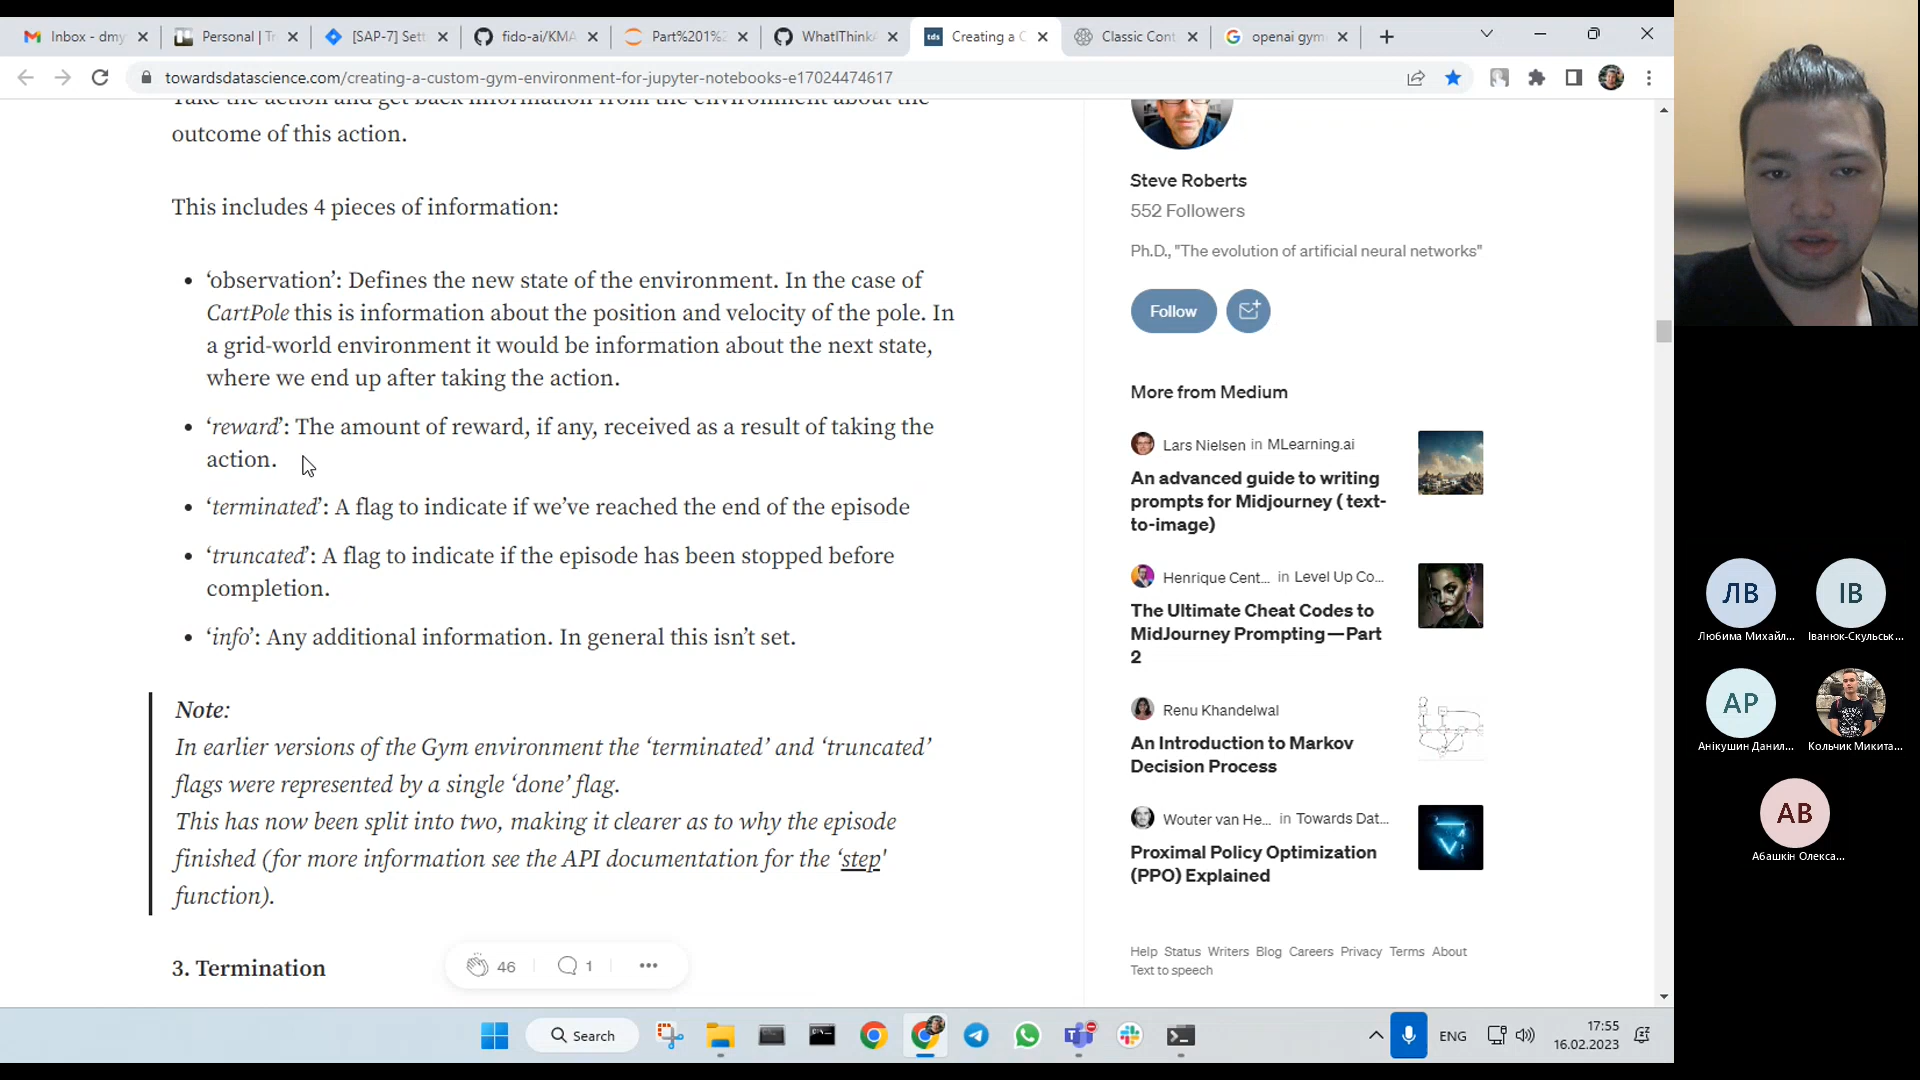 Inbox - dmy
Personal | Tr
[SAP-7] Sett
fido-ai/KMA
Part%201%2
WhatIThink
Creating a C
Classic Cont
openai gym
towardsdatascience.com/creating-a-custom-gym-environment-for-jupyter-notebooks-e17024474617
Take the action and get back information from the environment about the
outcome of this action.
This includes 4 pieces of information:
• ‘observation’: Defines the new state of the environment. In the case of
CartPole this is information about the position and velocity of the pole. In
a grid-world environment it would be information about the next state,
where we end up after taking the action.
• ‘reward’: The amount of reward, if any, received as a result of taking the
action.
• ‘terminated’: A flag to indicate if we’ve reached the end of the episode
• ‘truncated’: A flag to indicate if the episode has been stopped before
completion.
• ‘info’: Any additional information. In general this isn’t set.
Note:
In earlier versions of the Gym environment the ‘terminated’ and ‘truncated’
flags were represented by a single ‘done’ flag.
This has now been split into two, making it clearer as to why the episode
finished (for more information see the API documentation for the ‘step'
function).
3. Termination
46
1
Steve Roberts
552 Followers
Ph.D., "The evolution of artificial neural networks"
Follow
More from Medium
Lars Nielsen in MLearning.ai
An advanced guide to writing
prompts for Midjourney ( text-
to-image)
Henrique Cent... in Level Up Co...
The Ultimate Cheat Codes to
MidJourney Prompting — Part
2
Renu Khandelwal
An Introduction to Markov
Decision Process
Wouter van He... in Towards Dat...
Proximal Policy Optimization
(PPO) Explained
Help Status Writers Blog Careers Privacy Terms About
Text to speech
Search
ENG
17:55
16.02.2023
ЛВ
Любима Михайл...
ІВ
Іванюк-Скульськ...
АР
Анікушин Данил...
Кольчик Микита...
АВ
Абашкін Олекса...